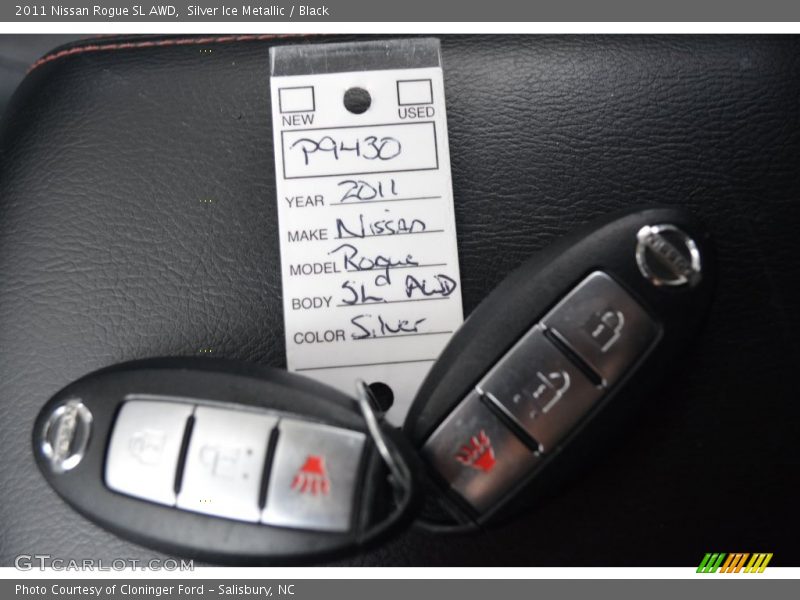 2011 Nissan Rogue SL AWD, Silver Ice Metallic / Black
NEW USED
P9430
YEAR 2011
MAKE Nissan
MODEL Rogue
BODY SL AWD
COLOR Silver
GTCarlot.com
Photo Courtesy of Cloninger Ford - Salisbury, NC